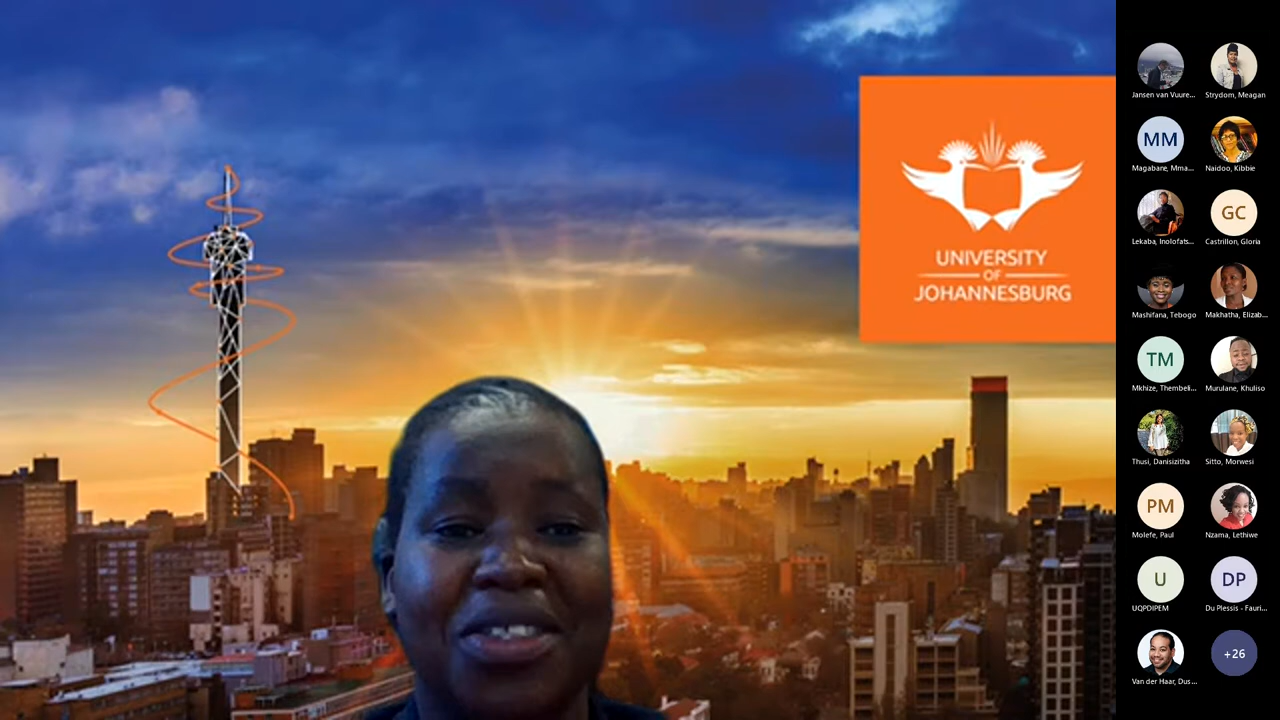 UNIVERSITY
OF
JOHANNESBURG
Jansen van Vuure...
Strydom, Meagan
MM
Magabare, Mma...
Naidoo, Kibbie
Lekaba, Inolofats...
GC
Castrillon, Gloria
Mashifana, Tebogo
Makhatha, Elizab...
TM
Mkhize, Thembeli...
Murulane, Khuliso
Thusi, Danisizitha
Sitto, Morwesi
PM
Molefe, Paul
Nzama, Lethiwe
U
UQPDIPEM
DP
Du Plessis - Fauri...
Van der Haar, Dus...
+26